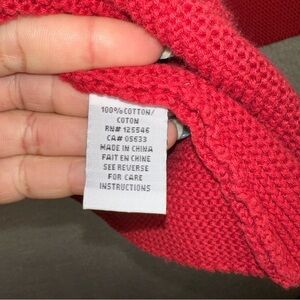 100% COTTON/
COTON
RN# 125546
CA# 05633
MADE IN CHINA
FAIT EN CHINE
SEE REVERSE
FOR CARE
INSTRUCTIONS